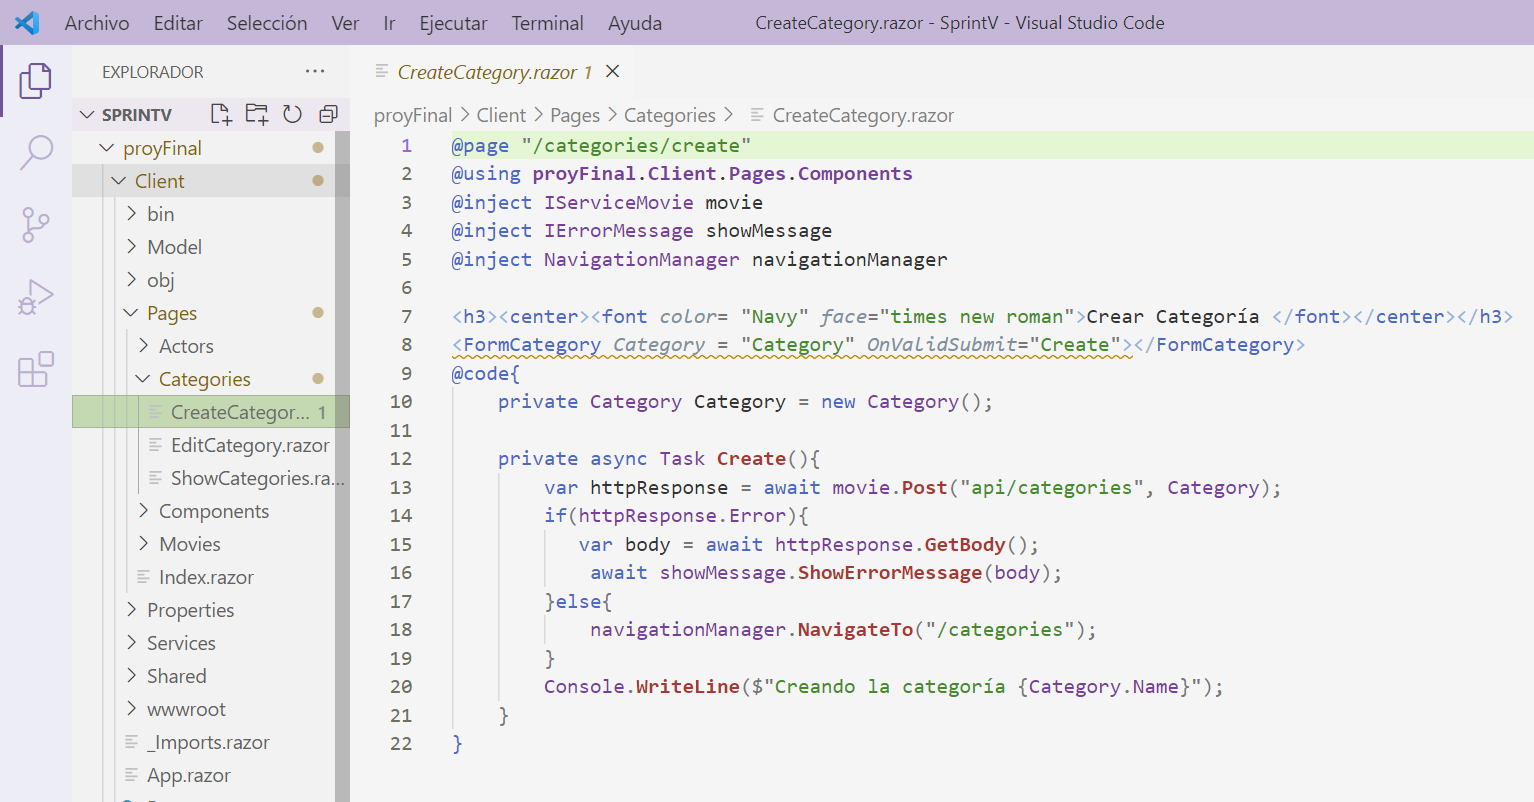 Archivo Editar Selección Ver Ir Ejecutar Terminal Ayuda CreateCategory.razor - SprintV - Visual Studio Code
EXPLORADOR ···
SPRINTV
proyFinal
Client
bin
Model
obj
Pages
Actors
Categories
CreateCategor... 1
EditCategory.razor
ShowCategories.ra...
Components
Movies
Index.razor
Properties
Services
Shared
wwwroot
_Imports.razor
App.razor
CreateCategory.razor 1
proyFinal > Client > Pages > Categories > CreateCategory.razor
1 @page "/categories/create"
2 @using proyFinal.Client.Pages.Components
3 @inject IServiceMovie movie
4 @inject IErrorMessage showMessage
5 @inject NavigationManager navigationManager
6
7 <h3><center><font color= "Navy" face="times new roman">Crear Categoría </font></center></h3>
8 <FormCategory Category = "Category" OnValidSubmit="Create"></FormCategory>
9 @code{
10 private Category Category = new Category();
11
12 private async Task Create(){
13 var httpResponse = await movie.Post("api/categories", Category);
14 if(httpResponse.Error){
15 var body = await httpResponse.GetBody();
16 await showMessage.ShowErrorMessage(body);
17 }else{
18 navigationManager.NavigateTo("/categories");
19 }
20 Console.WriteLine($"Creando la categoría {Category.Name}");
21 }
22 }